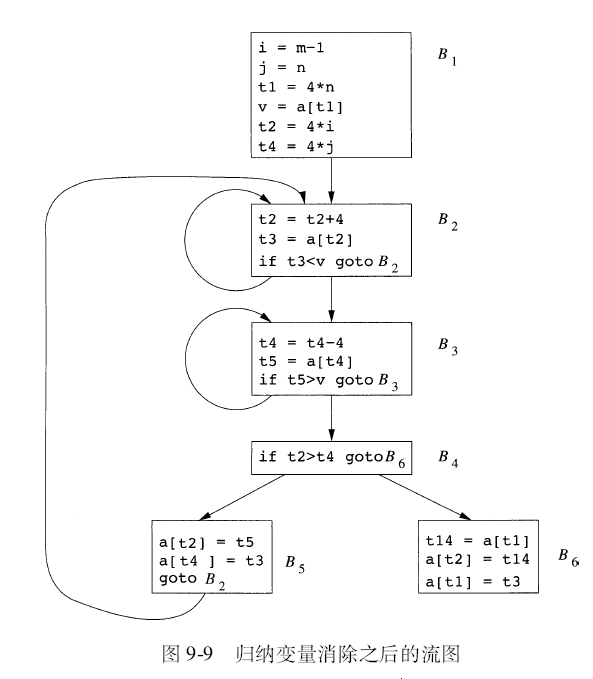 i = m-1
j = n
t1 = 4*n
v = a[t1]
t2 = 4*i
t4 = 4*j
B1
t2 = t2+4
t3 = a[t2]
if t3<v goto B2
B2
t4 = t4-4
t5 = a[t4]
if t5>v goto B3
B3
if t2>t4 goto B6
B4
a[t2] = t5
a[t4 ] = t3
goto B2
B5
t14 = a[t1]
a[t2] = t14
a[t1] = t3
B6
图 9-9 归纳变量消除之后的流图